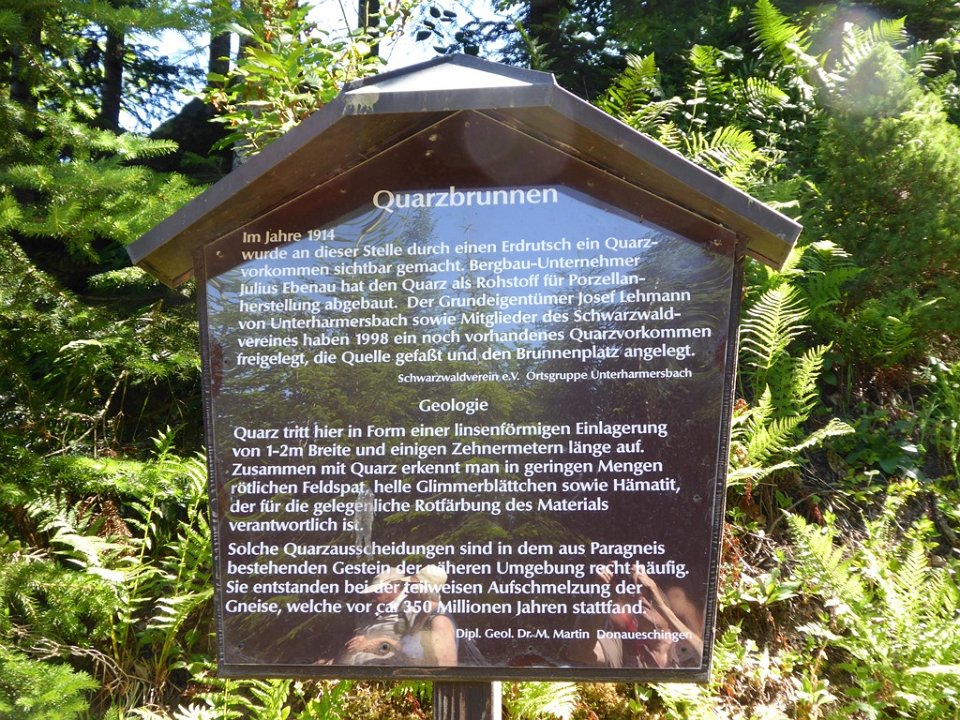 Quarzbrunnen
Im Jahre 1914
wurde an dieser Stelle durch einen Erdrutsch ein Quarz-
vorkommen sichtbar gemacht. Bergbau-Unternehmer
Julius Ebenau hat den Quarz als Rohstoff für Porzellan-
herstellung abgebaut. Der Grundeigentümer Josef Lehmann
von Unterharmersbach sowie Mitglieder des Schwarzwald-
vereines haben 1998 ein noch vorhandenes Quarzvorkommen
freigelegt, die Quelle gefaßt und den Brunnenplatz angelegt.
Schwarzwaldverein e.V. Ortsgruppe Unterharmersbach
Geologie
Quarz tritt hier in Form einer linsenförmigen Einlagerung
von 1-2m Breite und einigen Zehnermetern länge auf.
Zusammen mit Quarz erkennt man in geringen Mengen
rötlichen Feldspat, helle Glimmerblättchen sowie Hämatit,
der für die gelegenliche Rotfärbung des Materials
verantwortlich ist.
Solche Quarzausscheidungen sind in dem aus Paragneis
bestehenden Gestein der näheren Umgebung recht häufig.
Sie entstanden bei der teilweisen Aufschmelzung der
Gneise, welche vor ca 350 Millionen Jahren stattfand.
Dipl. Geol. Dr. M. Martin Donaueschingen